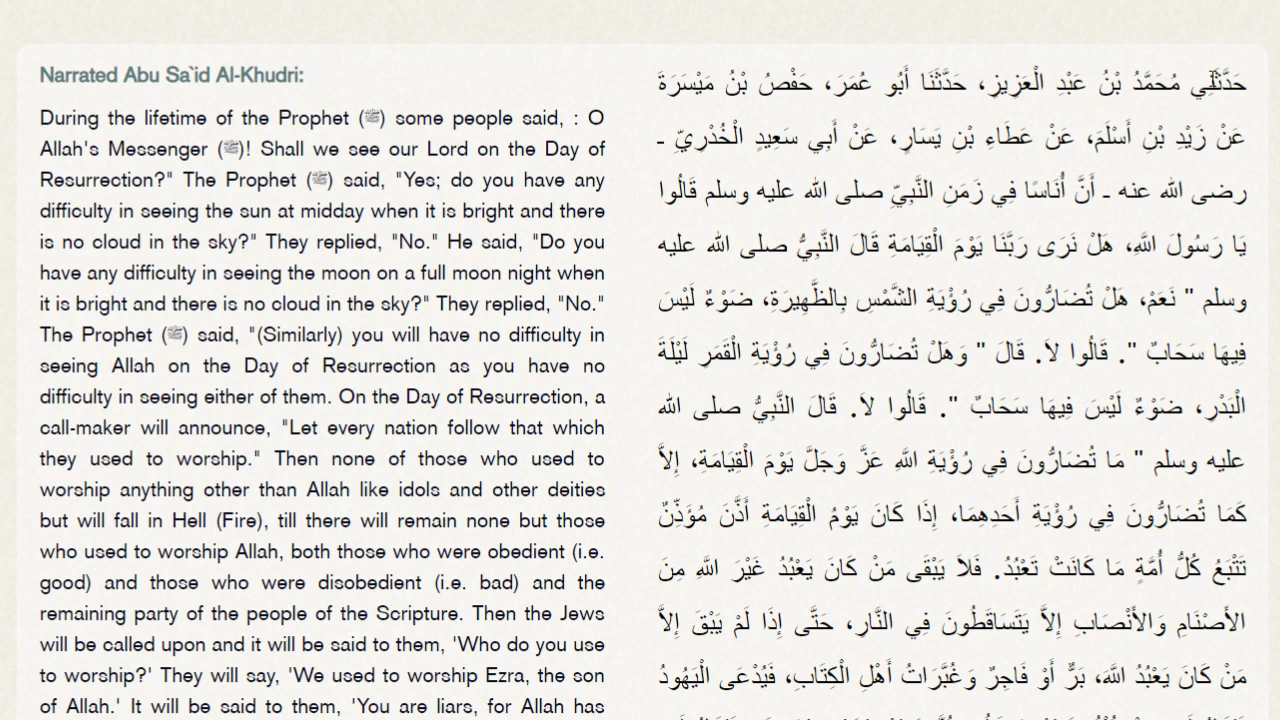 Narrated Abu Sa`id Al-Khudri:
During the lifetime of the Prophet (ﷺ) some people said, : O
Allah's Messenger (ﷺ)! Shall we see our Lord on the Day of
Resurrection?" The Prophet (ﷺ) said, "Yes; do you have any
difficulty in seeing the sun at midday when it is bright and there
is no cloud in the sky?" They replied, "No." He said, "Do you
have any difficulty in seeing the moon on a full moon night when
it is bright and there is no cloud in the sky?" They replied, "No."
The Prophet (ﷺ) said, "(Similarly) you will have no difficulty in
seeing Allah on the Day of Resurrection as you have no
difficulty in seeing either of them. On the Day of Resurrection, a
call-maker will announce, "Let every nation follow that which
they used to worship." Then none of those who used to
worship anything other than Allah like idols and other deities
but will fall in Hell (Fire), till there will remain none but those
who used to worship Allah, both those who were obedient (i.e.
good) and those who were disobedient (i.e. bad) and the
remaining party of the people of the Scripture. Then the Jews
will be called upon and it will be said to them, 'Who do you use
to worship?' They will say, 'We used to worship Ezra, the son
of Allah.' It will be said to them, 'You are liars, for Allah has
حَدَّثَنِي مُحَمَّدُ بْنُ عَبْدِ الْعَزِيزِ، حَدَّثَنَا أَبُو عُمَرَ، حَفْصُ بْنُ مَيْسَرَةَ
عَنْ زَيْدِ بْنِ أَسْلَمَ، عَنْ عَطَاءِ بْنِ يَسَارٍ، عَنْ أَبِي سَعِيدٍ الْخُدْرِيِّ ـ
رضى الله عنه ـ أَنَّ أُنَاسًا فِي زَمَنِ النَّبِيِّ صلى الله عليه وسلم قَالُوا
يَا رَسُولَ اللَّهِ، هَلْ نَرَى رَبَّنَا يَوْمَ الْقِيَامَةِ قَالَ النَّبِيُّ صلى الله عليه
وسلم " نَعَمْ، هَلْ تُضَارُّونَ فِي رُؤْيَةِ الشَّمْسِ بِالظَّهِيرَةِ، ضَوْءٌ لَيْسَ
فِيهَا سَحَابٌ ". قَالُوا لاَ. قَالَ " وَهَلْ تُضَارُّونَ فِي رُؤْيَةِ الْقَمَرِ لَيْلَةَ
الْبَدْرِ، ضَوْءٌ لَيْسَ فِيهَا سَحَابٌ ". قَالُوا لاَ. قَالَ النَّبِيُّ صلى الله
عليه وسلم " مَا تُضَارُّونَ فِي رُؤْيَةِ اللَّهِ عَزَّ وَجَلَّ يَوْمَ الْقِيَامَةِ، إِلاَّ
كَمَا تُضَارُّونَ فِي رُؤْيَةِ أَحَدِهِمَا، إِذَا كَانَ يَوْمُ الْقِيَامَةِ أَذَّنَ مُؤَذِّنٌ
تَتْبَعُ كُلُّ أُمَّةٍ مَا كَانَتْ تَعْبُدُ. فَلاَ يَبْقَى مَنْ كَانَ يَعْبُدُ غَيْرَ اللَّهِ مِنَ
الأَصْنَامِ وَالأَنْصَابِ إِلاَّ يَتَسَاقَطُونَ فِي النَّارِ، حَتَّى إِذَا لَمْ يَبْقَ إِلاَّ
مَنْ كَانَ يَعْبُدُ اللَّهَ، بَرٌّ أَوْ فَاجِرٌ وَغُبَّرَاتُ أَهْلِ الْكِتَابِ، فَيُدْعَى الْيَهُودُ